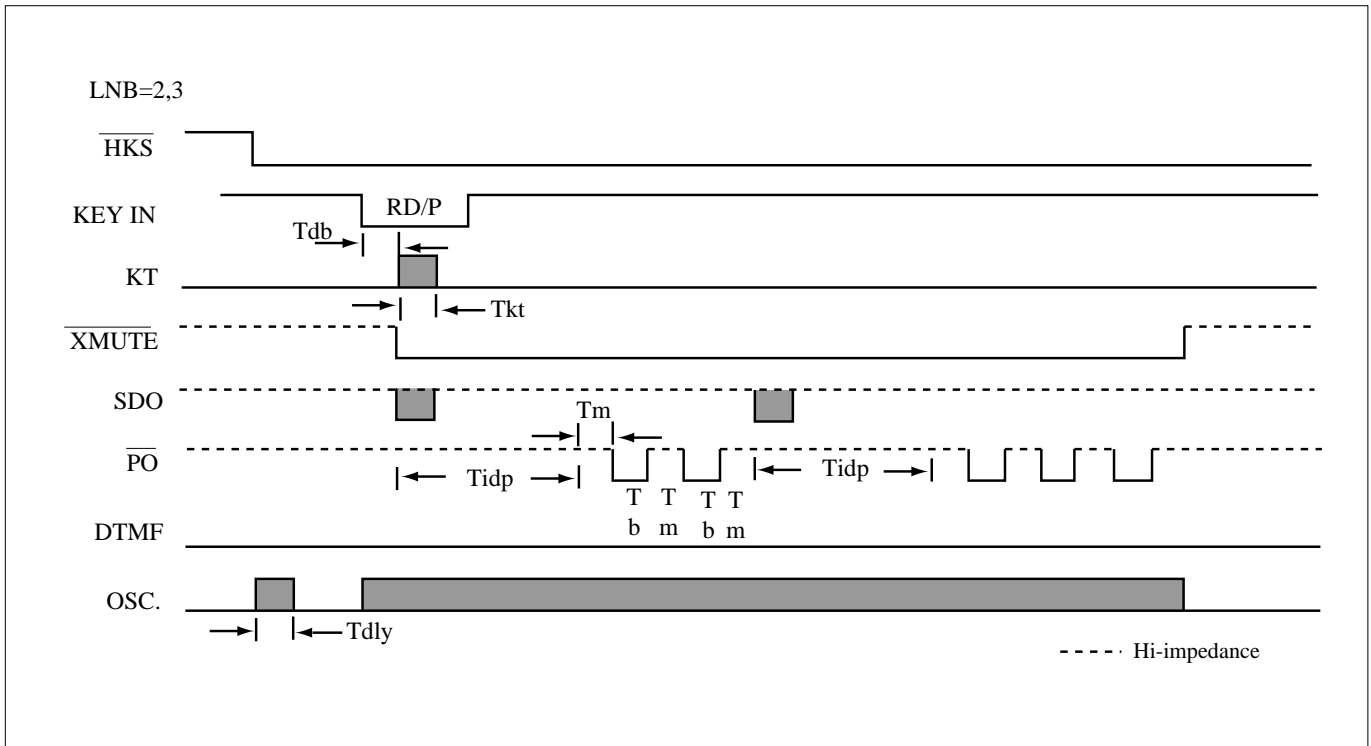 LNB=2,3
HKS
KEY IN
RD/P
Tdb
KT
Tkt
XMUTE
SDO
Tm
PO
Tidp
Tidp
T T T T
b m b m
DTMF
OSC.
Tdly
Hi-impedance